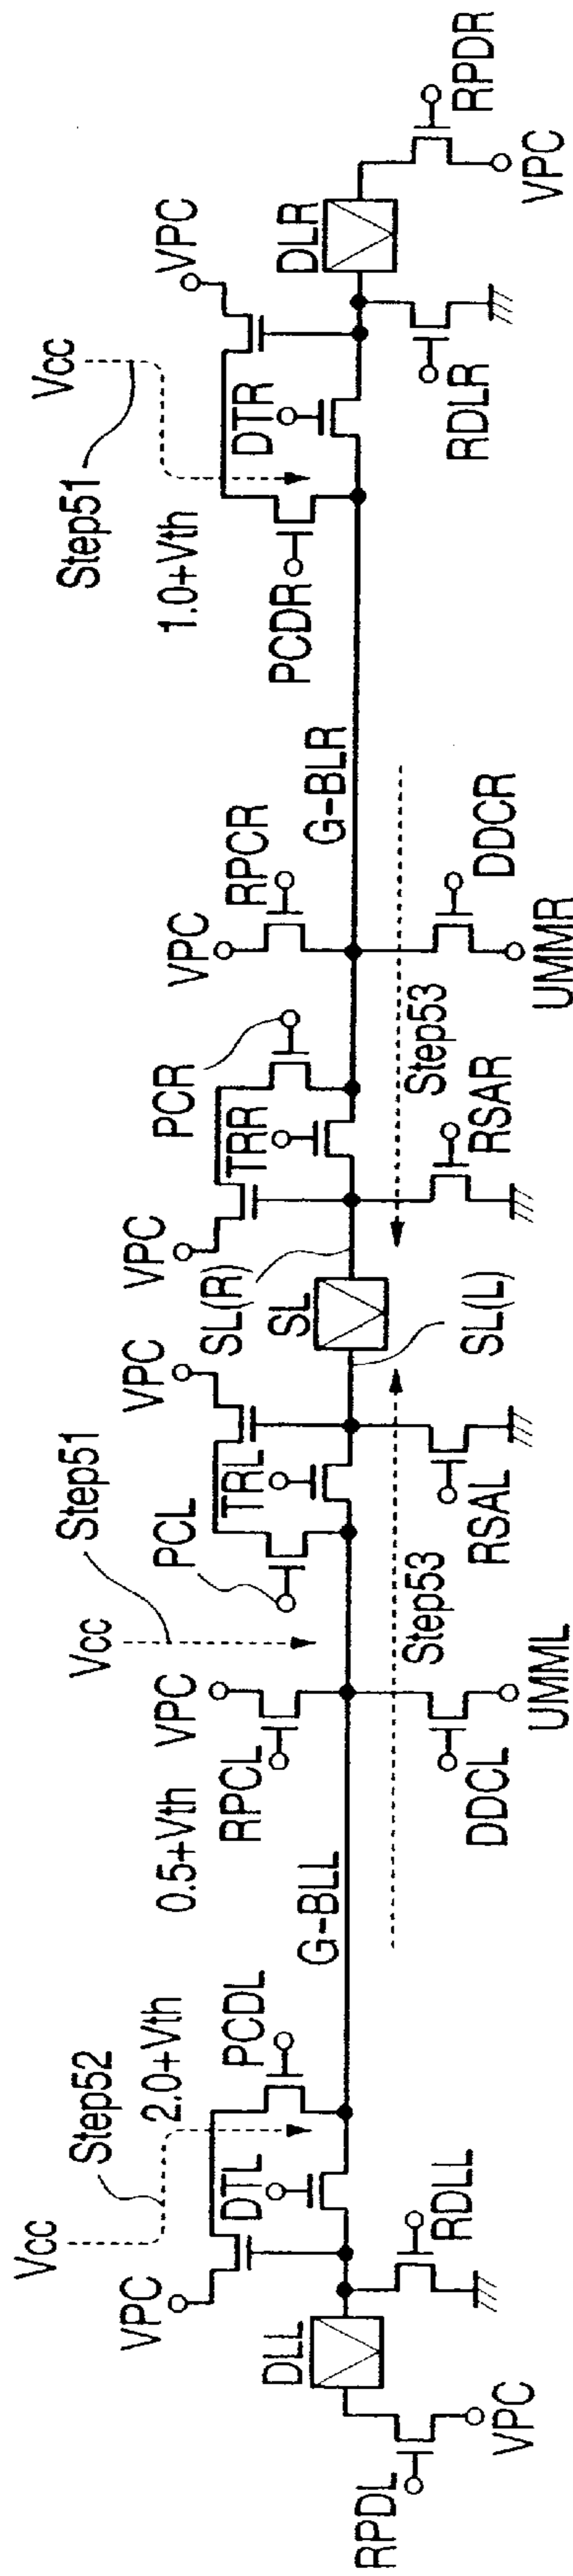 Vcc
Step52
2.0+Vth
VPC
DLL
DTL
PCDL
RPDL
VPC
RDLL
G-BLL
0.5+Vth
Vcc
Step51
VPC
RPCL
PCL
TRL
VPC
DDCL
UMML
Step53
RSAL
SL(L)
SL
SL(R)
VPC
TRR
PCR
RSAR
Step53
VPC
RPCR
DDCR
UMMR
G-BLR
PCDR
1.0+Vth
Step51
Vcc
DTR
VPC
RDLR
DLR
RPDR
VPC